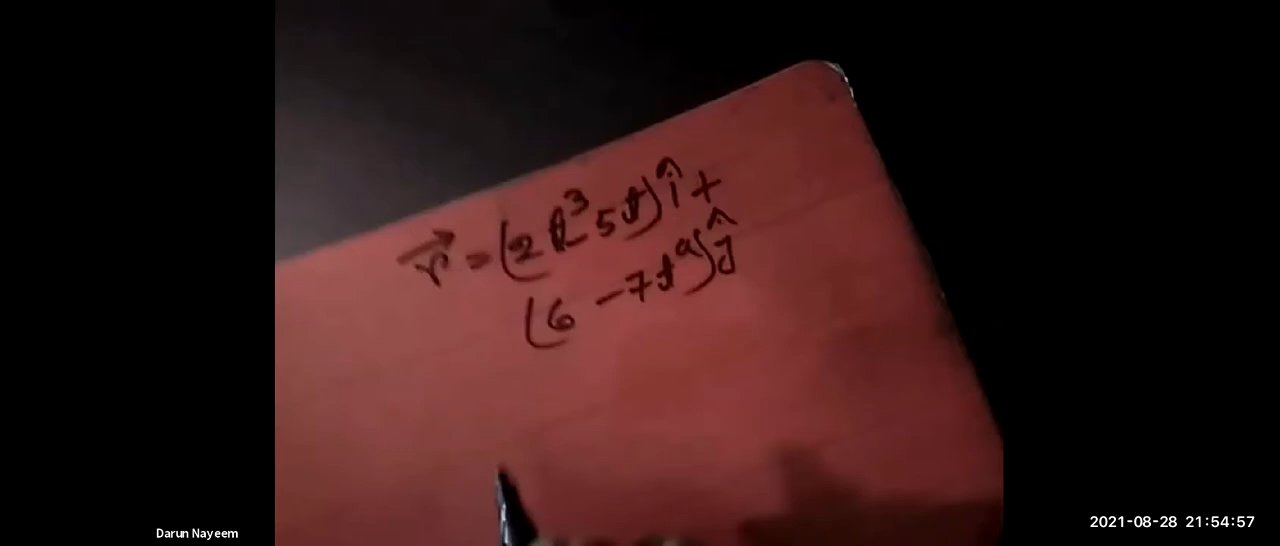 r⃗ = (2t³ 5t)î +
(6 - 7t⁴)ĵ
Darun Nayeem
2021-08-28 21:54:57